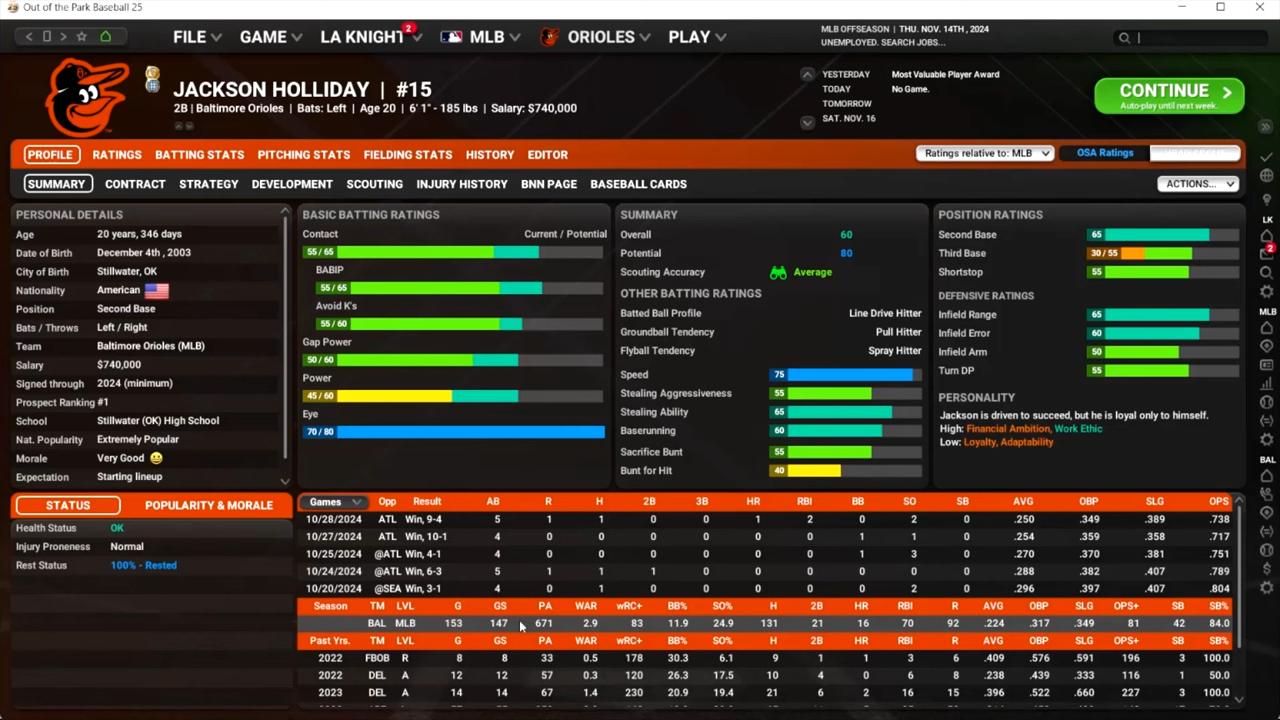 Out of the Park Baseball 25
FILE GAME LA KNIGHT 2 MLB ORIOLES PLAY
MLB OFFSEASON | THU. NOV. 14TH , 2024
UNEMPLOYED. SEARCH JOBS...
JACKSON HOLLIDAY | #15
2B | Baltimore Orioles | Bats: Left | Age 20 | 6' 1" - 185 lbs | Salary: $740,000
YESTERDAY Most Valuable Player Award
TODAY No Game.
TOMORROW
SAT. NOV. 16
CONTINUE
Auto-play until next week.
PROFILE RATINGS BATTING STATS PITCHING STATS FIELDING STATS HISTORY EDITOR
Ratings relative to: MLB OSA Ratings
SUMMARY CONTRACT STRATEGY DEVELOPMENT SCOUTING INJURY HISTORY BNN PAGE BASEBALL CARDS ACTIONS...
PERSONAL DETAILS
Age 20 years, 346 days
Date of Birth December 4th , 2003
City of Birth Stillwater, OK
Nationality American
Position Second Base
Bats / Throws Left / Right
Team Baltimore Orioles (MLB)
Salary $740,000
Signed through 2024 (minimum)
Prospect Ranking #1
School Stillwater (OK) High School
Nat. Popularity Extremely Popular
Morale Very Good
Expectation Starting lineup
BASIC BATTING RATINGS
Contact Current / Potential
55 / 65
BABIP
55 / 65
Avoid K's
55 / 60
Gap Power
50 / 60
Power
45 / 60
Eye
70 / 80
SUMMARY
Overall 60
Potential 80
Scouting Accuracy Average
OTHER BATTING RATINGS
Batted Ball Profile Line Drive Hitter
Groundball Tendency Pull Hitter
Flyball Tendency Spray Hitter
Speed 75
Stealing Aggressiveness 55
Stealing Ability 65
Baserunning 60
Sacrifice Bunt 55
Bunt for Hit 40
POSITION RATINGS
Second Base 65
Third Base 30 / 55
Shortstop 55
DEFENSIVE RATINGS
Infield Range 65
Infield Error 60
Infield Arm 50
Turn DP 55
PERSONALITY
Jackson is driven to succeed, but he is loyal only to himself.
High: Financial Ambition, Work Ethic
Low: Loyalty, Adaptability
LK
2
MLB
BAL
STATUS POPULARITY & MORALE
Health Status OK
Injury Proneness Normal
Rest Status 100% - Rested
Games Opp Result AB R H 2B 3B HR RBI BB SO SB AVG OBP SLG OPS
10/28/2024 ATL Win, 9-4 5 1 1 0 0 1 2 0 2 0 .250 .349 .389 .738
10/27/2024 ATL Win, 10-1 4 0 0 0 0 0 0 1 1 0 .254 .359 .358 .717
10/25/2024 @ATL Win, 4-1 4 0 0 0 0 0 0 1 3 0 .270 .370 .381 .751
10/24/2024 @ATL Win, 6-3 5 1 1 1 0 0 0 0 2 0 .288 .382 .407 .789
10/20/2024 @SEA Win, 3-1 4 0 0 0 0 0 0 0 2 0 .296 .397 .407 .804
Season TM LVL G GS PA WAR wRC+ BB% SO% H 2B HR RBI R AVG OBP SLG OPS+ SB SB%
BAL MLB 153 147 671 2.9 83 11.9 24.9 131 21 16 70 92 .224 .317 .349 81 42 84.0
Past Yrs. TM LVL G GS PA WAR wRC+ BB% SO% H 2B HR RBI R AVG OBP SLG OPS+ SB SB%
2022 FBOB R 8 8 33 0.5 178 30.3 6.1 9 1 1 3 6 .409 .576 .591 196 3 100.0
2022 DEL A 12 12 57 0.3 120 26.3 17.5 10 4 0 6 8 .238 .439 .333 116 1 50.0
2023 DEL A 14 14 67 1.4 230 20.9 19.4 21 6 2 16 15 .396 .522 .660 227 3 100.0